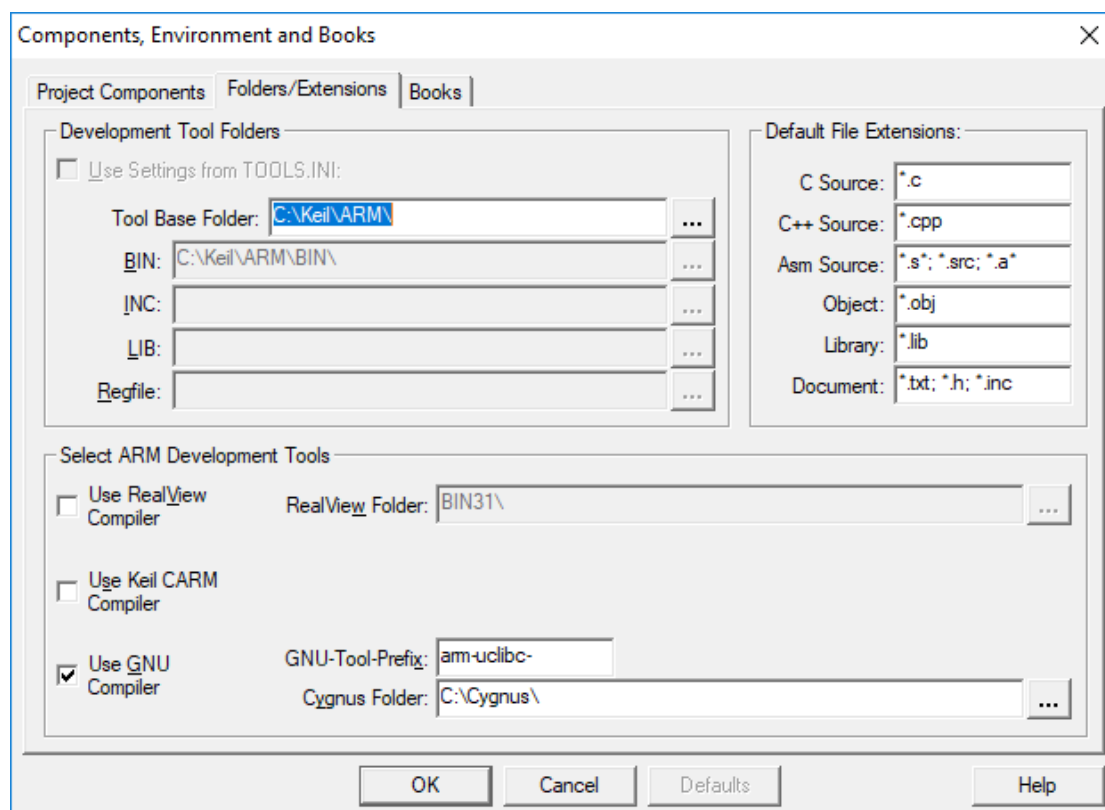 Components, Environment and Books
Project Components
Folders/Extensions
Books
Development Tool Folders
Use Settings from TOOLS.INI:
Tool Base Folder: C:\Keil\ARM\ ...
BIN: C:\Keil\ARM\BIN\ ...
INC: ...
LIB: ...
Regfile: ...
Default File Extensions:
C Source: *.c
C++ Source: *.cpp
Asm Source: *.s*; *.src; *.a*
Object: *.obj
Library: *.lib
Document: *.txt; *.h; *.inc
Select ARM Development Tools
Use RealView
Compiler
RealView Folder: BIN31\ ...
Use Keil CARM
Compiler
Use GNU
Compiler
GNU-Tool-Prefix: arm-uclibc-
Cygnus Folder: C:\Cygnus\ ...
OK
Cancel
Defaults
Help